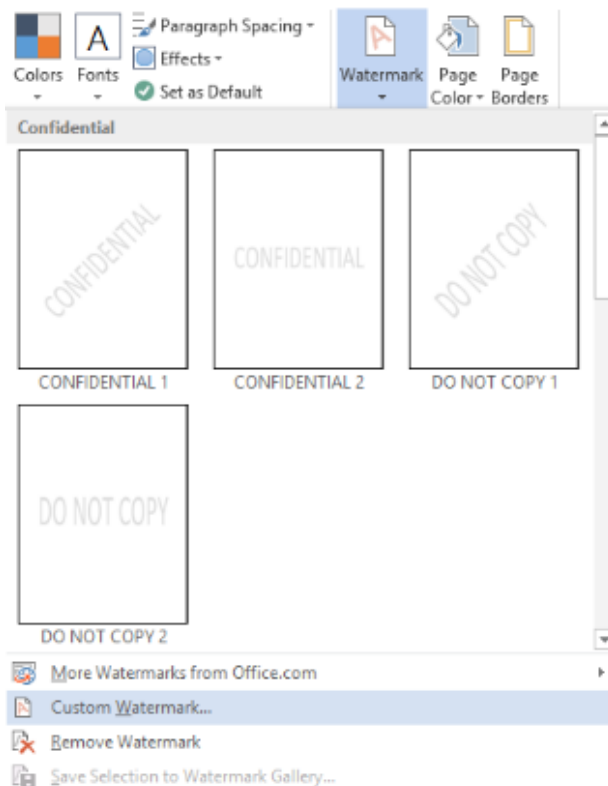 Colors
Fonts
A
Paragraph Spacing
Effects
Set as Default
Watermark
Page Color
Page Borders
Confidential
CONFIDENTIAL
CONFIDENTIAL
DO NOT COPY
CONFIDENTIAL 1
CONFIDENTIAL 2
DO NOT COPY 1
DO NOT COPY
DO NOT COPY 2
More Watermarks from Office.com
Custom Watermark...
Remove Watermark
Save Selection to Watermark Gallery...